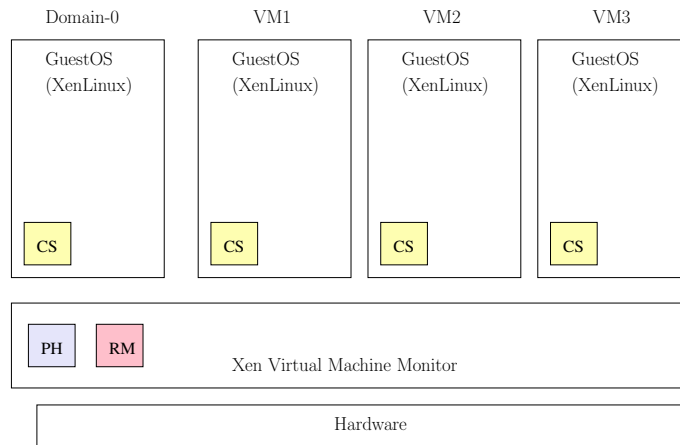 Domain-0 VM1 VM2 VM3
GuestOS GuestOS GuestOS GuestOS
(XenLinux) (XenLinux) (XenLinux) (XenLinux)
CS CS CS CS
PH RM
Xen Virtual Machine Monitor
Hardware